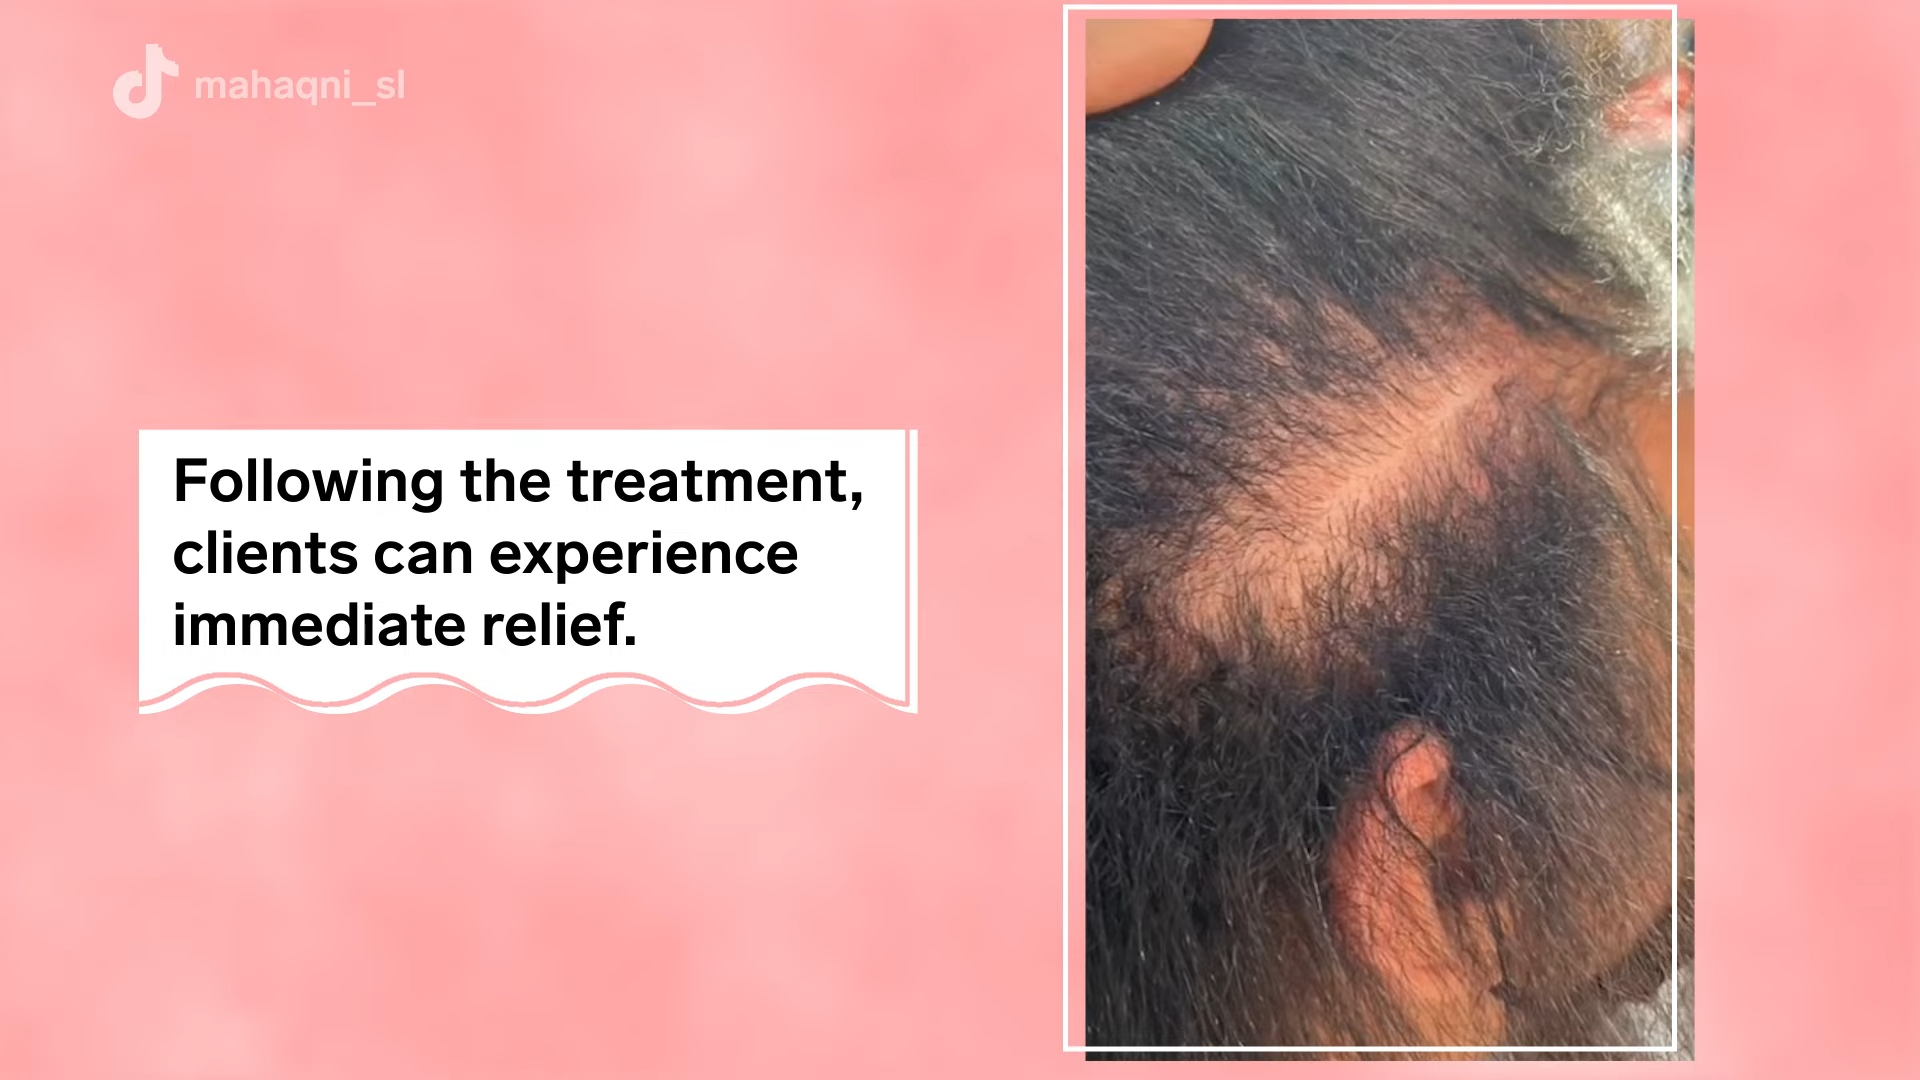 mahaqni_sl
Following the treatment,
clients can experience
immediate relief.